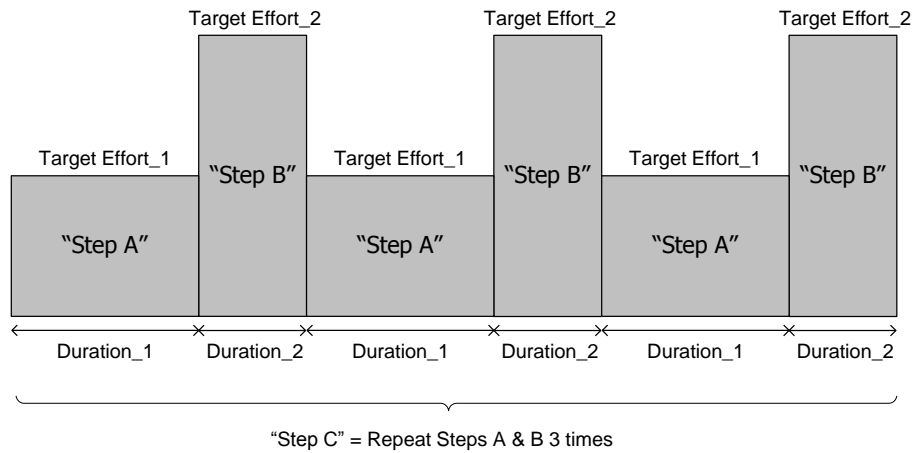 Target Effort_2 Target Effort_2 Target Effort_2
Target Effort_1 Target Effort_1 Target Effort_1
“Step B” “Step B” “Step B”
“Step A” “Step A” “Step A”
Duration_1 Duration_2 Duration_1 Duration_2 Duration_1 Duration_2
“Step C” = Repeat Steps A & B 3 times